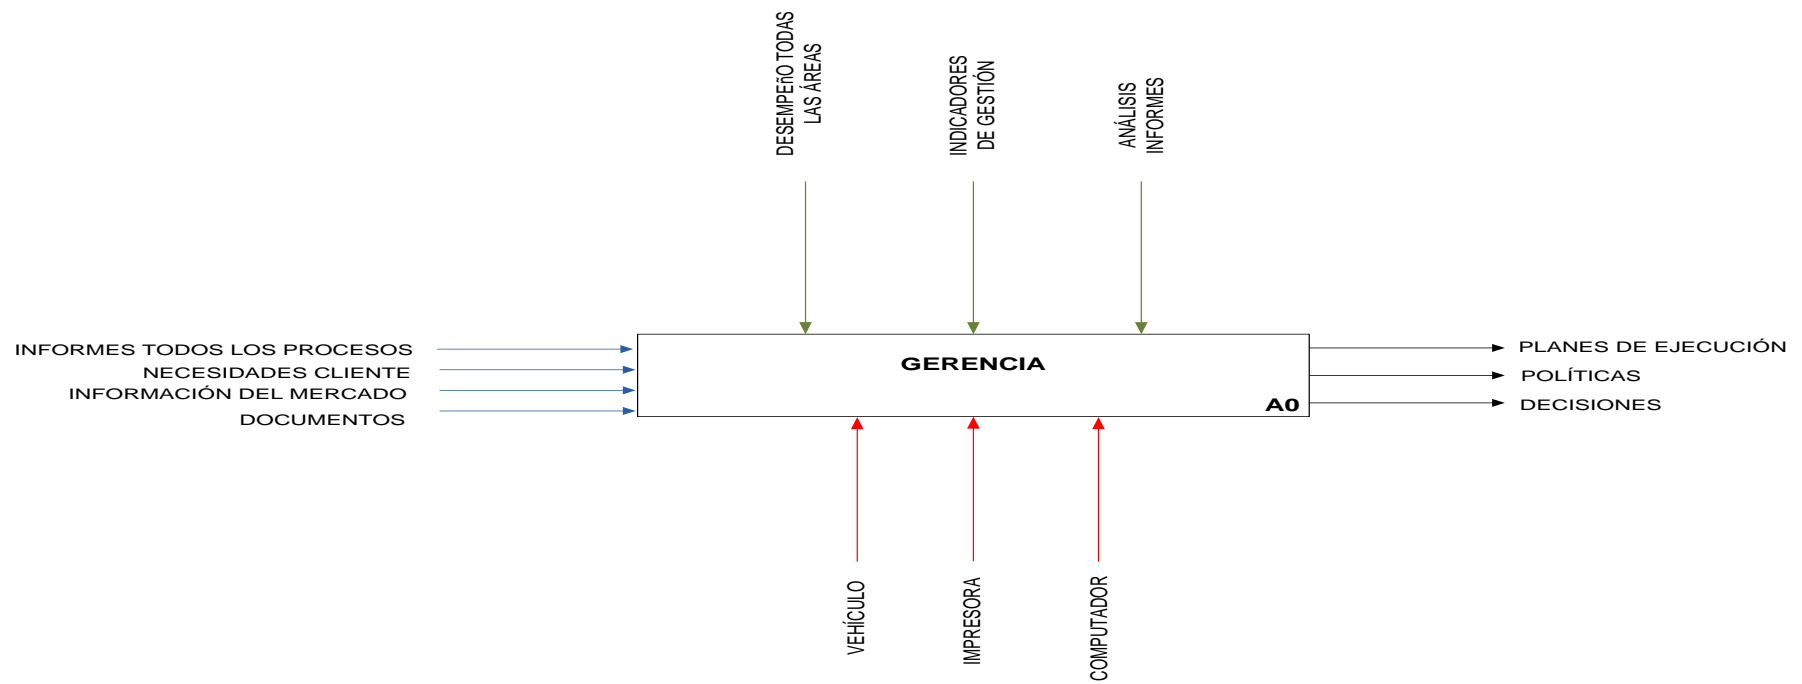 DESEMPEñO TODAS
LAS ÁREAS
INDICADORES
DE GESTIÓN
ANÁLISIS
INFORMES
INFORMES TODOS LOS PROCESOS
NECESIDADES CLIENTE
INFORMACIÓN DEL MERCADO
DOCUMENTOS
GERENCIA
A0
PLANES DE EJECUCIÓN
POLÍTICAS
DECISIONES
VEHÍCULO
IMPRESORA
COMPUTADOR